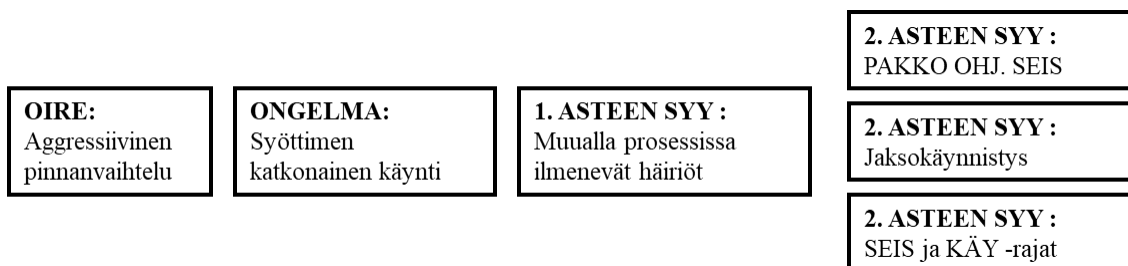 OIRE:
Aggressiivinen
pinnanvaihtelu
ONGELMA:
Syöttimen
katkonainen käynti
1. ASTEEN SYY :
Muualla prosessissa
ilmenevät häiriöt
2. ASTEEN SYY :
PAKKO OHJ. SEIS
2. ASTEEN SYY :
Jaksokäynnistys
2. ASTEEN SYY :
SEIS ja KÄY -rajat